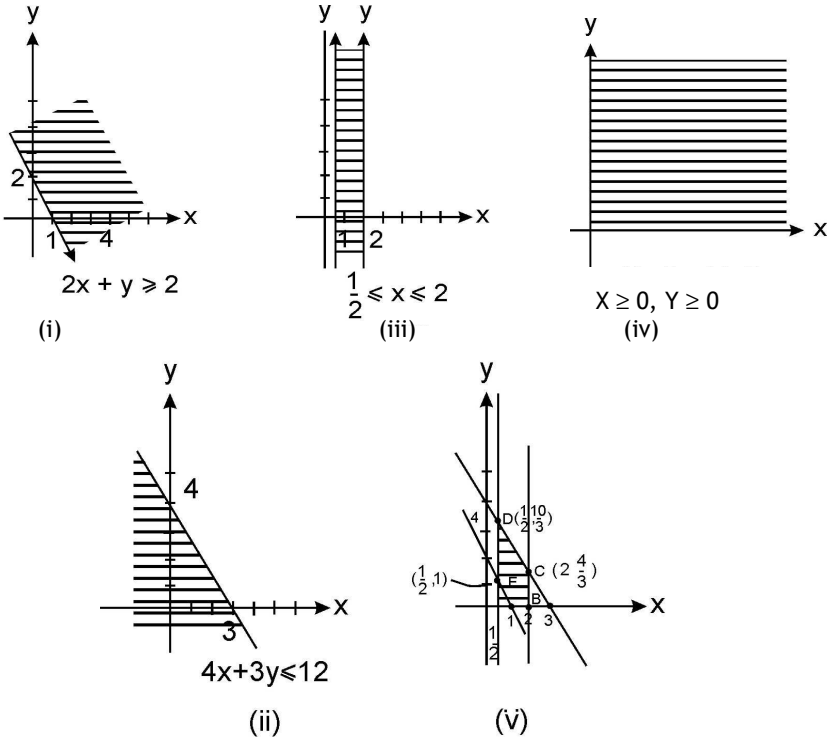 y
2
1 4
x
2x + y ⩾ 2
(i)
y y
1 2
x
1/2 ⩽ x ⩽ 2
(iii)
y
x
X ≥ 0, Y ≥ 0
(iv)
y
4
3
x
4x+3y⩽12
(ii)
y
4
D(1/2,10/3)
C (2 4/3)
(1/2,1)
E
B
1 2 3
x
1/2
(v)